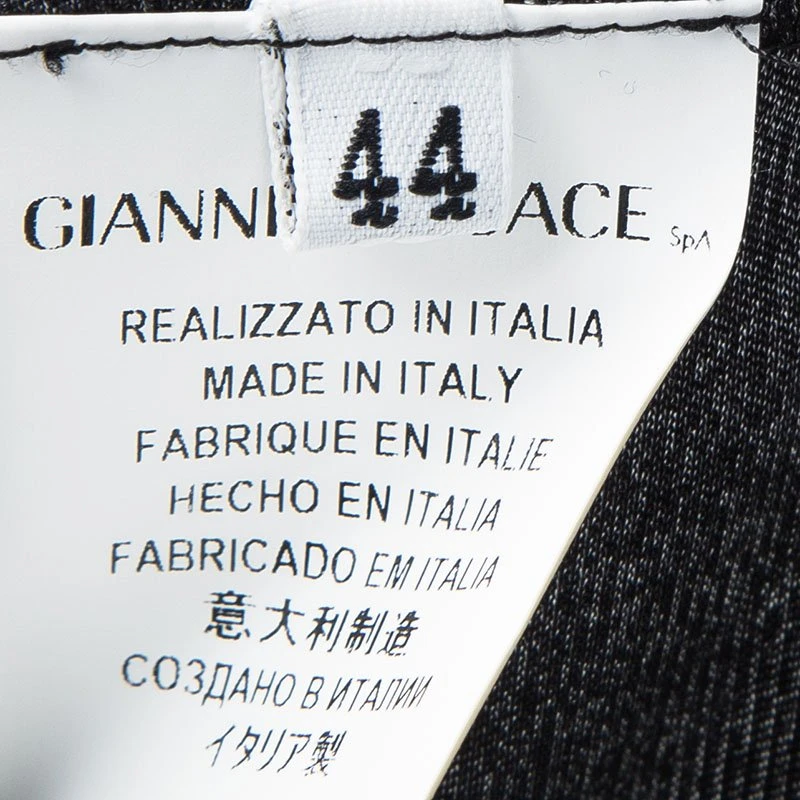 44
GIANNI ACE SpA
REALIZZATO IN ITALIA
MADE IN ITALY
FABRIQUE EN ITALIE
HECHO EN ITALIA
FABRICADO EM ITALIA
意大利制造
СОЗДАНО В ИТАЛИИ
イタリア製